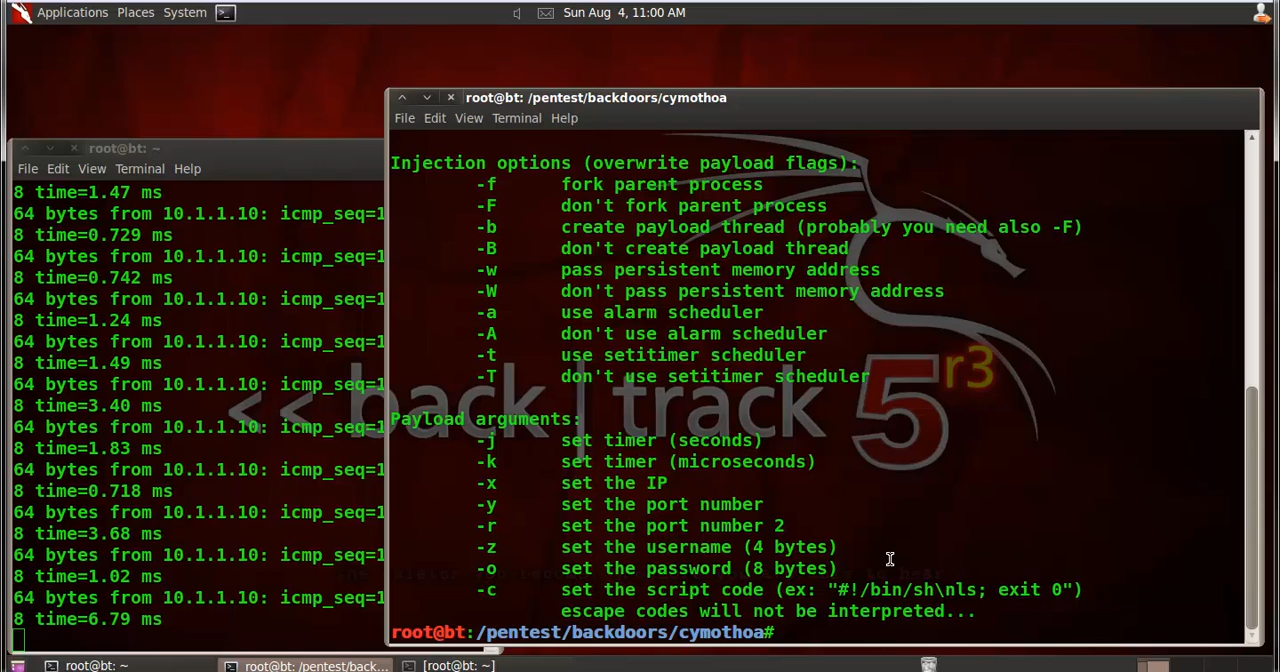 Applications Places System
Sun Aug 4, 11:00 AM
root@bt: ~
File Edit View Terminal Help
8 time=1.47 ms
64 bytes from 10.1.1.10: icmp_seq=1
8 time=0.729 ms
64 bytes from 10.1.1.10: icmp_seq=1
8 time=0.742 ms
64 bytes from 10.1.1.10: icmp_seq=1
8 time=1.24 ms
64 bytes from 10.1.1.10: icmp_seq=1
8 time=1.49 ms
64 bytes from 10.1.1.10: icmp_seq=1
8 time=3.40 ms
64 bytes from 10.1.1.10: icmp_seq=1
8 time=1.83 ms
64 bytes from 10.1.1.10: icmp_seq=1
8 time=0.718 ms
64 bytes from 10.1.1.10: icmp_seq=1
8 time=3.68 ms
64 bytes from 10.1.1.10: icmp_seq=1
8 time=1.02 ms
64 bytes from 10.1.1.10: icmp_seq=1
8 time=6.79 ms
root@bt: /pentest/backdoors/cymothoa
File Edit View Terminal Help
Injection options (overwrite payload flags):
-f fork parent process
-F don't fork parent process
-b create payload thread (probably you need also -F)
-B don't create payload thread
-w pass persistent memory address
-W don't pass persistent memory address
-a use alarm scheduler
-A don't use alarm scheduler
-t use setitimer scheduler
-T don't use setitimer scheduler
Payload arguments:
-j set timer (seconds)
-k set timer (microseconds)
-x set the IP
-y set the port number
-r set the port number 2
-z set the username (4 bytes)
-o set the password (8 bytes)
-c set the script code (ex: "#!/bin/sh\nls; exit 0")
escape codes will not be interpreted...
root@bt:/pentest/backdoors/cymothoa#
<< back | track 5 r3
root@bt: ~
root@bt: /pentest/back...
[root@bt: ~]